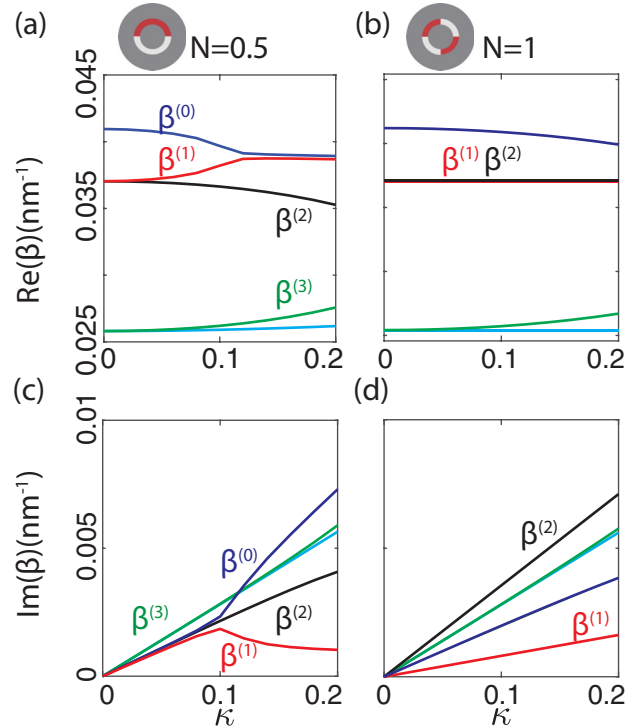 (a)
N=0.5
(b)
N=1
Re(β)(nm⁻¹)
0.045
0.035
0.025
β⁽⁰⁾
β⁽¹⁾
β⁽²⁾
β⁽³⁾
0
0.1
0.2
β⁽¹⁾ β⁽²⁾
0
0.1
0.2
(c)
(d)
Im(β)(nm⁻¹)
0.01
0.005
0
β⁽⁰⁾
β⁽³⁾
β⁽²⁾
β⁽¹⁾
0
0.1
0.2
κ
β⁽²⁾
β⁽¹⁾
0
0.1
0.2
κ